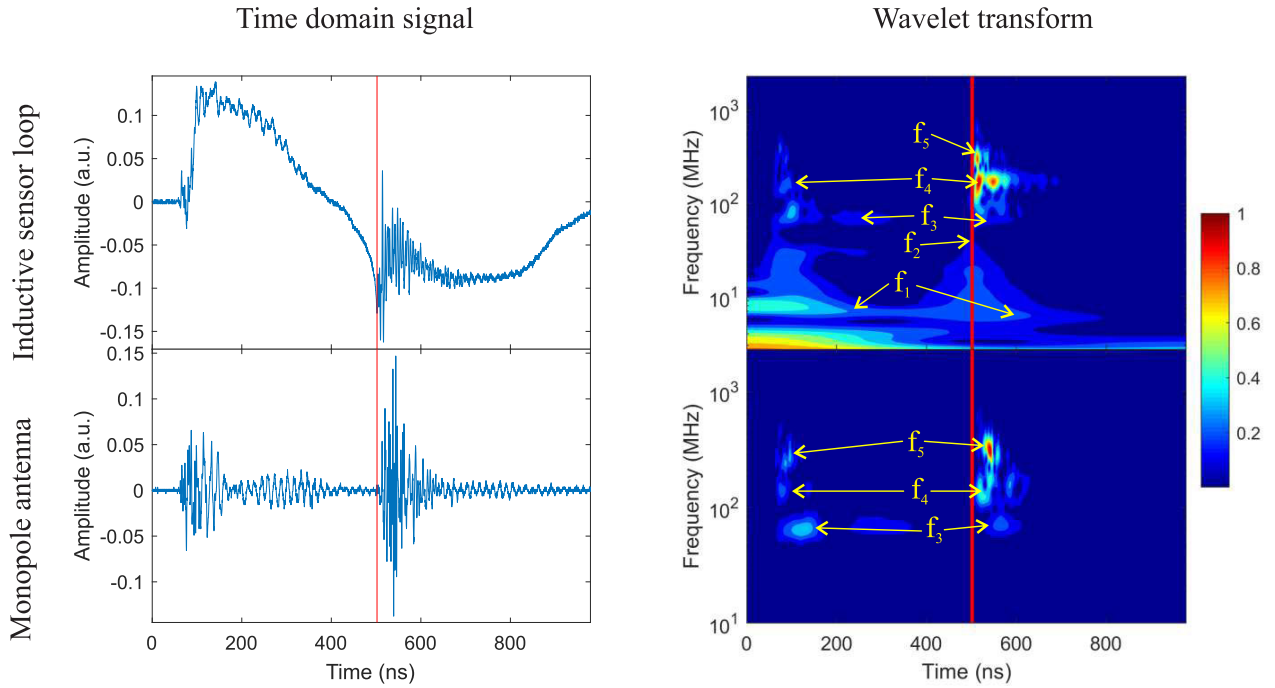 Time domain signal
Wavelet transform
Inductive sensor loop
Amplitude (a.u.)
0.1
0.05
0
-0.05
-0.1
-0.15
Frequency (MHz)
10³
10²
10¹
f₅
f₄
f₃
f₂
f₁
Monopole antenna
Amplitude (a.u.)
0.15
0.1
0.05
0
-0.05
-0.1
0
200
400
600
800
Time (ns)
Frequency (MHz)
10³
10²
10¹
f₅
f₄
f₃
0
200
400
600
800
Time (ns)
1
0.8
0.6
0.4
0.2